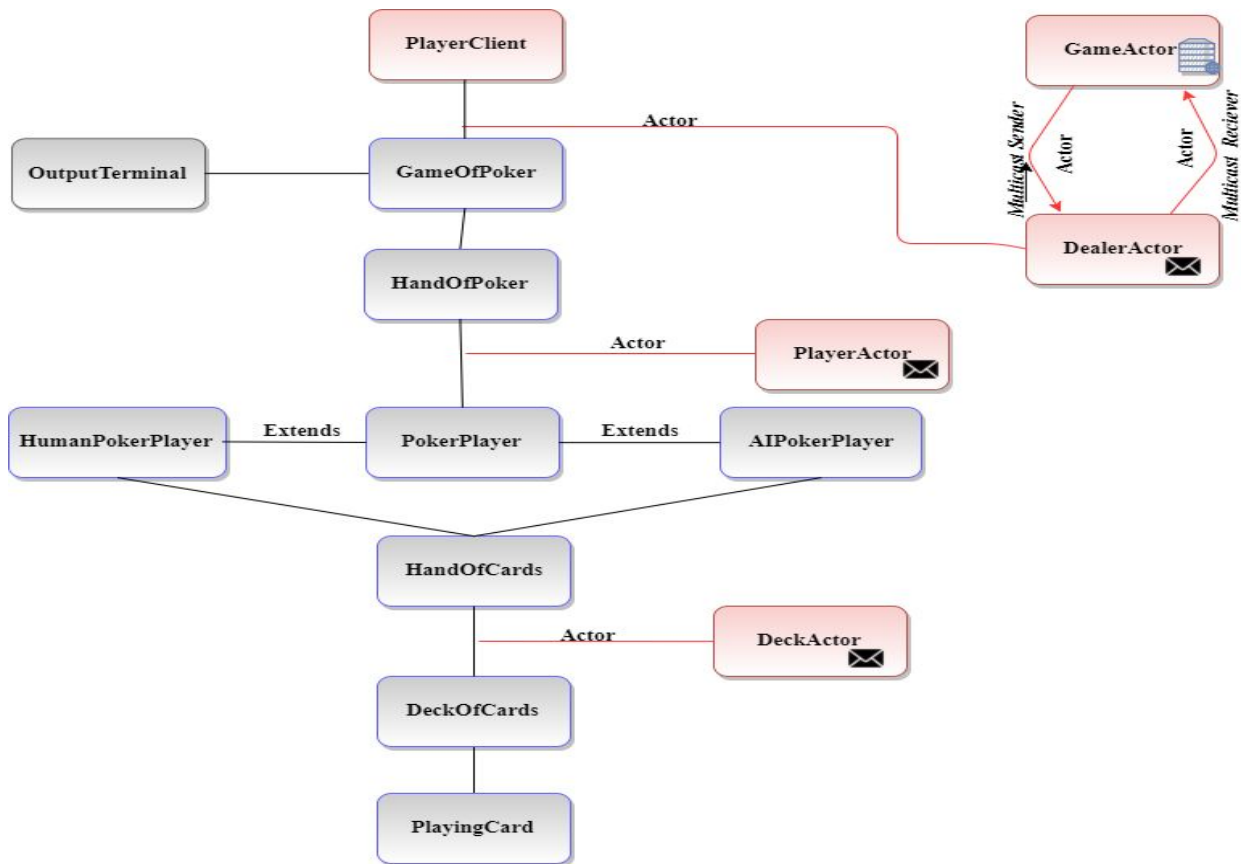 PlayerClient
GameActor
Actor
Multicast Sender
Actor
Actor
Multicast Reciever
OutputTerminal
GameOfPoker
DealerActor
HandOfPoker
Actor
PlayerActor
HumanPokerPlayer
Extends
PokerPlayer
Extends
AIPokerPlayer
HandOfCards
Actor
DeckActor
DeckOfCards
PlayingCard